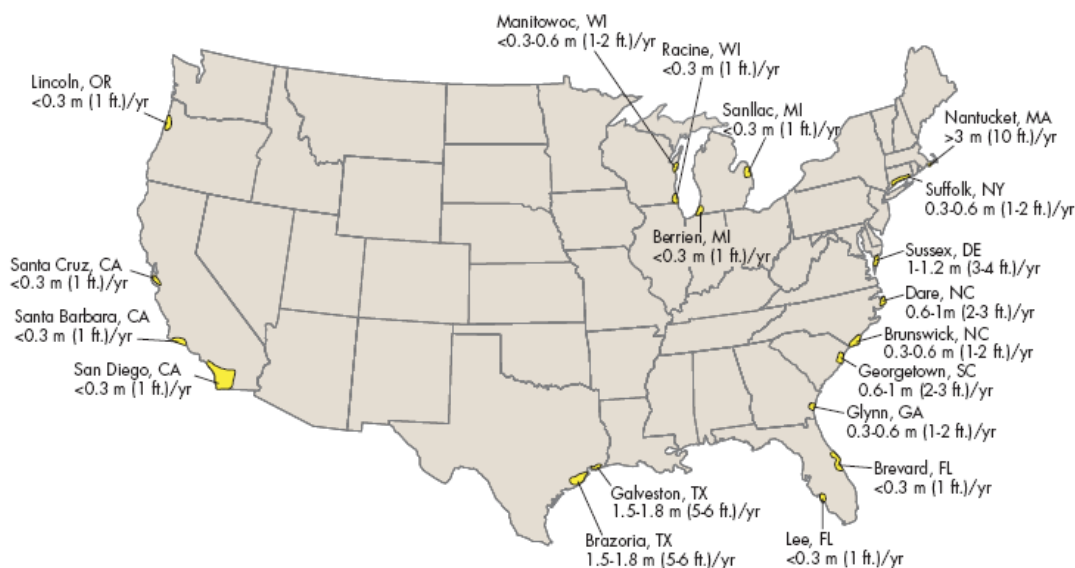 Manitowoc, WI
<0.3-0.6 m (1-2 ft.)/yr
Racine, WI
<0.3 m (1 ft.)/yr
Lincoln, OR
<0.3 m (1 ft.)/yr
Sanllac, MI
<0.3 m (1 ft.)/yr
Nantucket, MA
>3 m (10 ft.)/yr
Suffolk, NY
0.3-0.6 m (1-2 ft.)/yr
Berrien, MI
<0.3 m (1 ft.)/yr
Sussex, DE
1-1.2 m (3-4 ft.)/yr
Santa Cruz, CA
<0.3 m (1 ft.)/yr
Dare, NC
0.6-1m (2-3 ft.)/yr
Santa Barbara, CA
<0.3 m (1 ft.)/yr
Brunswick, NC
0.3-0.6 m (1-2 ft.)/yr
San Diego, CA
<0.3 m (1 ft.)/yr
Georgetown, SC
0.6-1 m (2-3 ft.)/yr
Glynn, GA
0.3-0.6 m (1-2 ft.)/yr
Brevard, FL
<0.3 m (1 ft.)/yr
Galveston, TX
1.5-1.8 m (5-6 ft.)/yr
Brazoria, TX
1.5-1.8 m (5-6 ft.)/yr
Lee, FL
<0.3 m (1 ft.)/yr